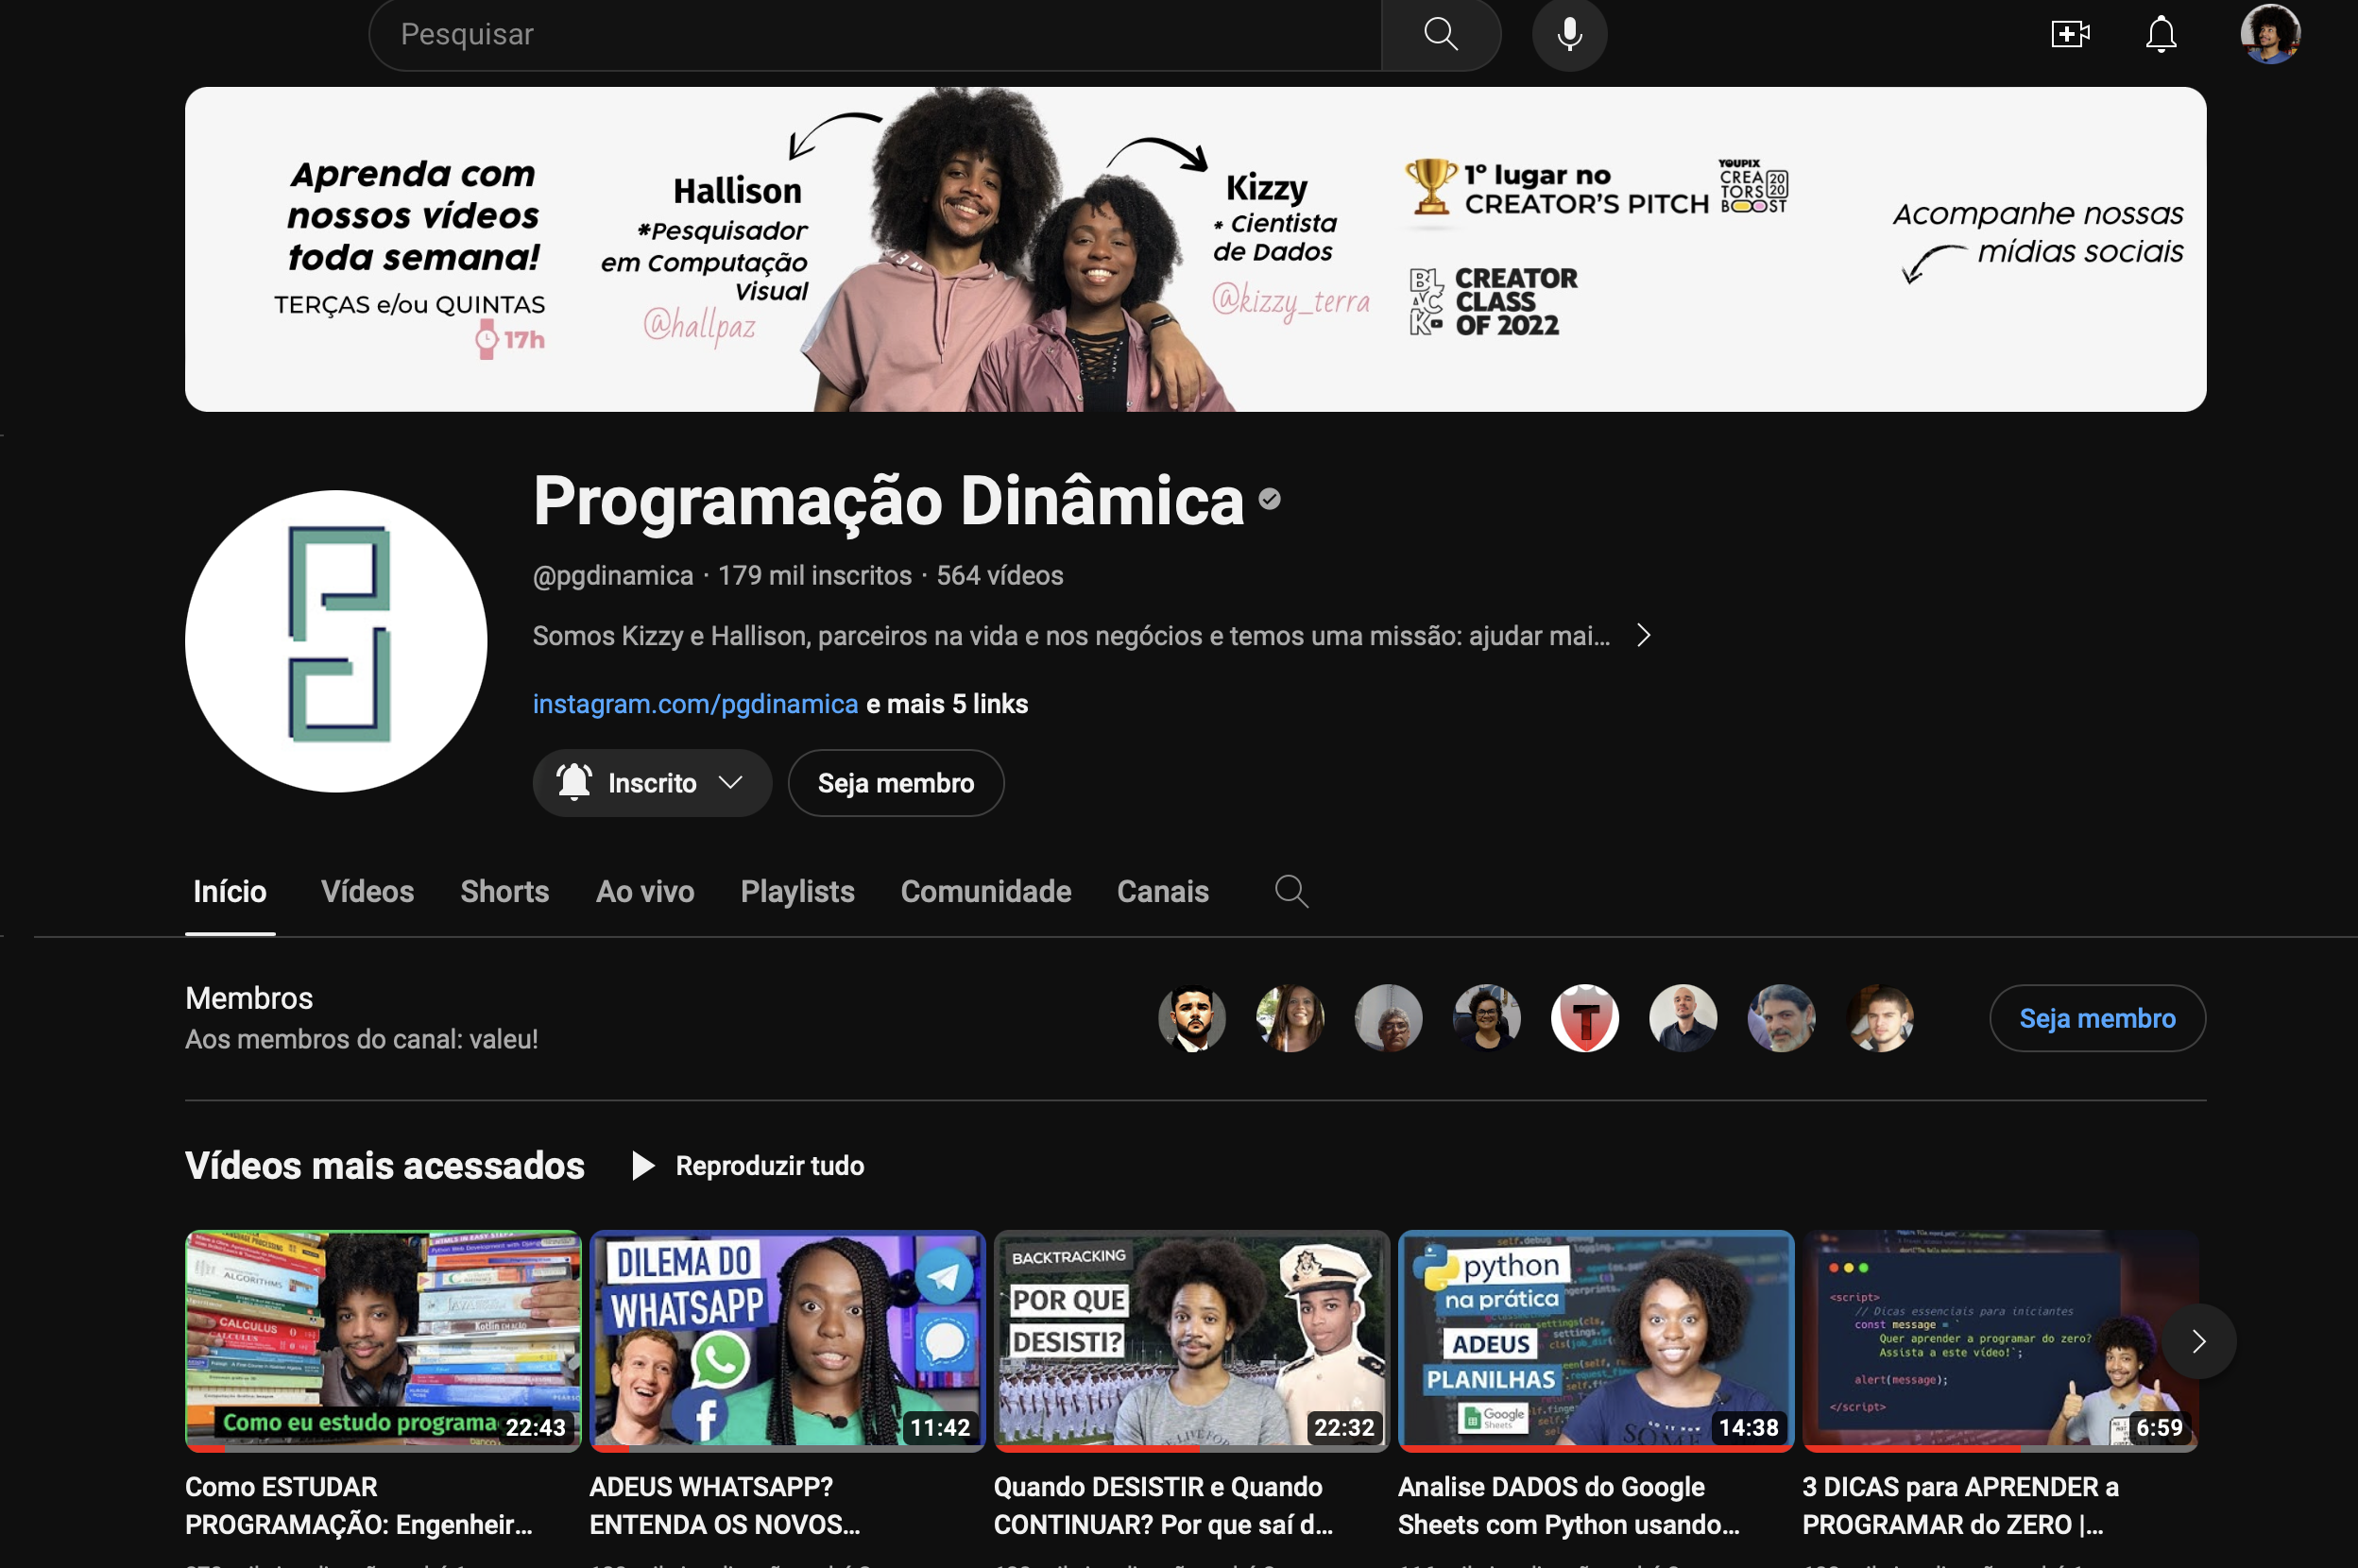 Pesquisar
Aprenda com
nossos vídeos
toda semana!
TERÇAS e/ou QUINTAS
17h
Hallison
*Pesquisador
em Computação
Visual
@hallpaz
Kizzy
* Cientista
de Dados
@kizzy_terra
1º lugar no
CREATOR'S PITCH
YOUPIX
CREA
TORS
BOOST
2020
BLACK
CREATOR
CLASS
OF 2022
Acompanhe nossas
mídias sociais
Programação Dinâmica
@pgdinamica · 179 mil inscritos · 564 vídeos
Somos Kizzy e Hallison, parceiros na vida e nos negócios e temos uma missão: ajudar mai...
instagram.com/pgdinamica e mais 5 links
Inscrito
Seja membro
Início Vídeos Shorts Ao vivo Playlists Comunidade Canais
Membros
Aos membros do canal: valeu!
T
Seja membro
Vídeos mais acessados
Reproduzir tudo
ALGORITHMS
CALCULUS
CALCULUS
Kotlin EM AÇÃO
Como eu estudo programa
22:43
DILEMA DO
WHATSAPP
11:42
BACKTRACKING
POR QUE
DESISTI?
22:32
python
na prática
ADEUS
PLANILHAS
Google
Sheets
14:38
<script>
// Dicas essenciais para iniciantes
const message = `
Quer aprender a programar do zero?
Assista a este vídeo!`;
alert(message);
</script>
6:59
Como ESTUDAR
PROGRAMAÇÃO: Engenheir...
ADEUS WHATSAPP?
ENTENDA OS NOVOS...
Quando DESISTIR e Quando
CONTINUAR? Por que saí d...
Analise DADOS do Google
Sheets com Python usando...
3 DICAS para APRENDER a
PROGRAMAR do ZERO |...